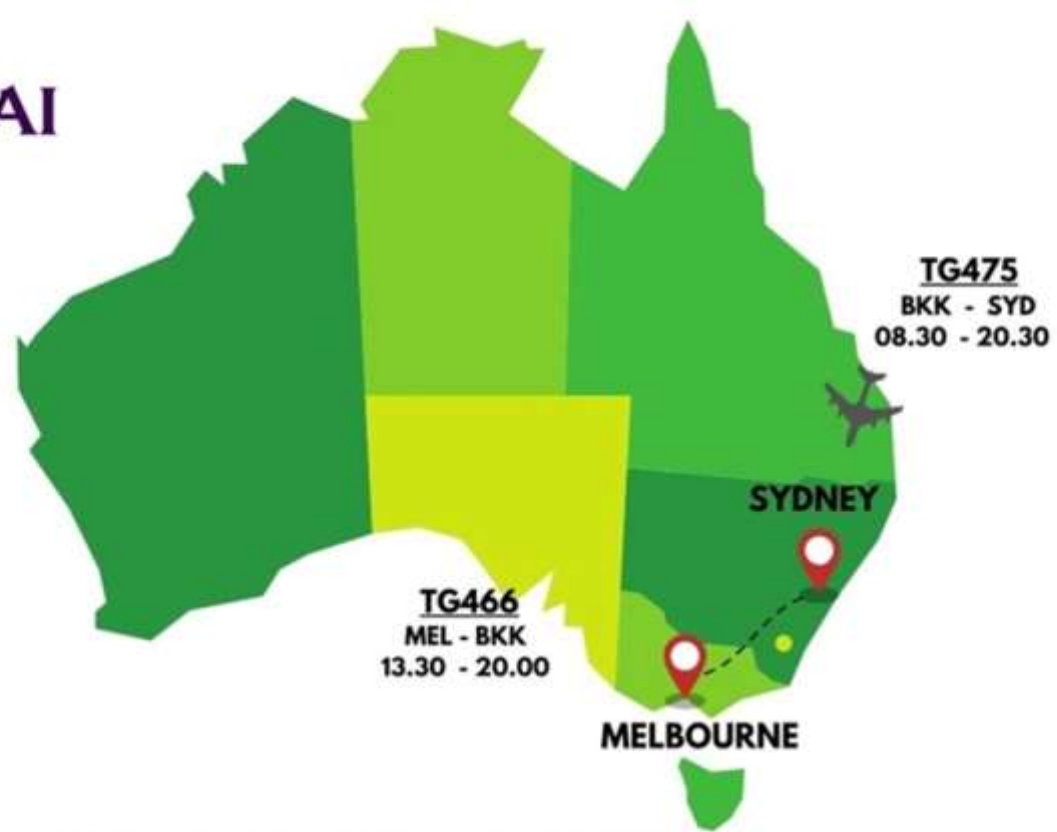 AI
TG475
BKK - SYD
08.30 - 20.30
SYDNEY
TG466
MEL - BKK
13.30 - 20.00
MELBOURNE